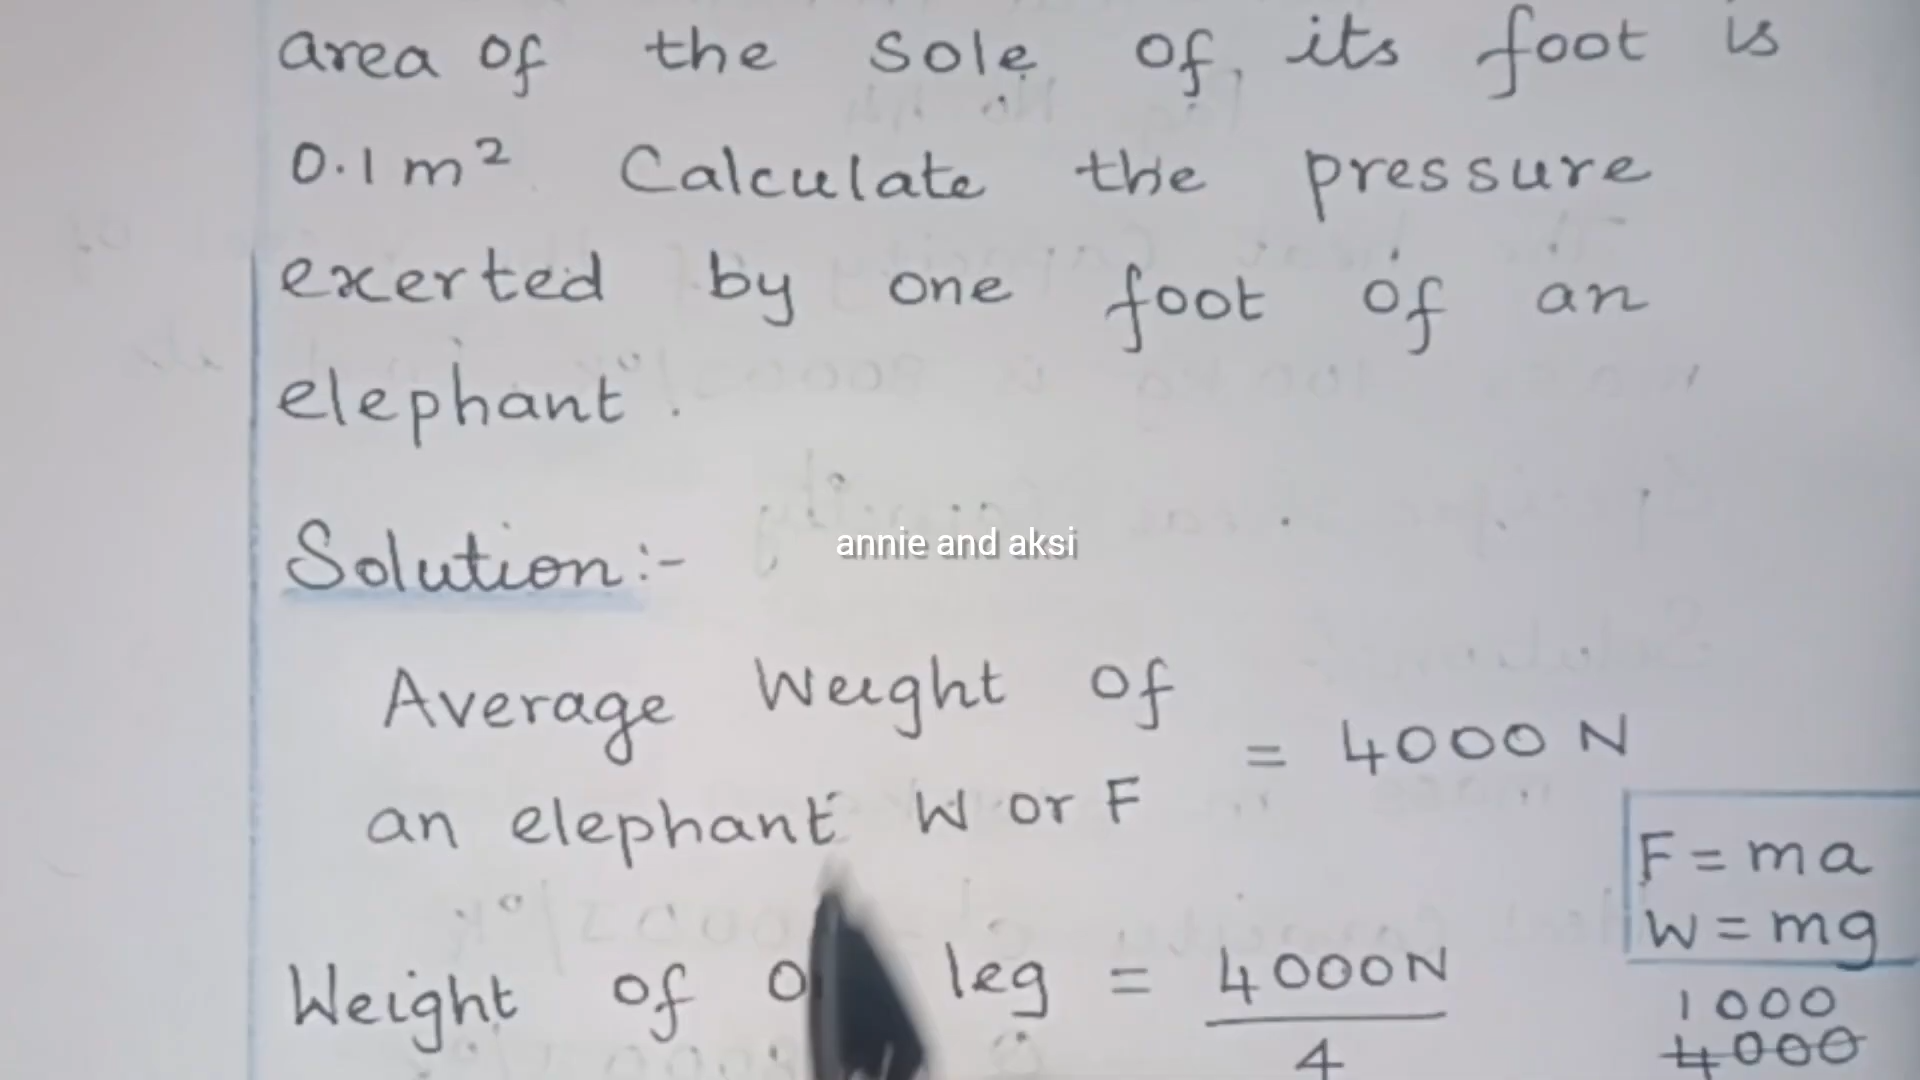 area of the sole of its foot is
0.1 m² Calculate the pressure
exerted by one foot of an
elephant.
Solution:-
annie and aksi
Average Weight of
an elephant W or F = 4000 N
F = ma
W = mg
Weight of leg = 4000N
4
1000
4000